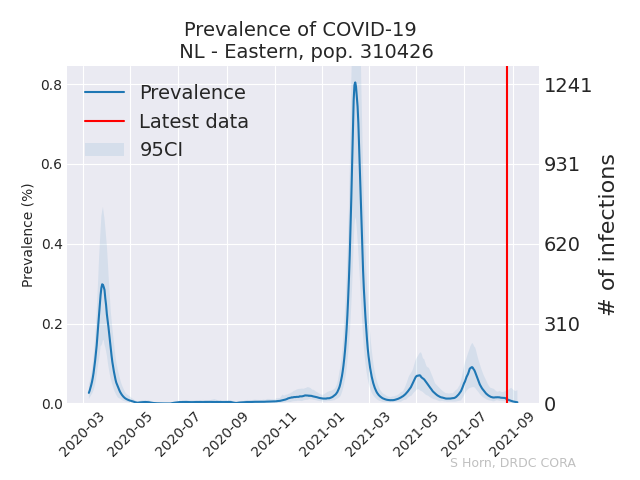 Prevalence of COVID-19
NL - Eastern, pop. 310426
Prevalence
Latest data
95CI
Prevalence (%)
0.8
0.6
0.4
0.2
0.0
1241
931
620
310
0
# of infections
2020-03
2020-05
2020-07
2020-09
2020-11
2021-01
2021-03
2021-05
2021-07
2021-09
S Horn, DRDC CORA